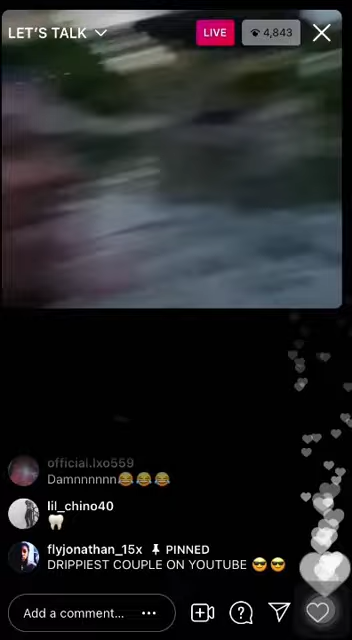 LET'S TALK
LIVE
4,843
official.lxo559
Damnnnnnn😂😂😂
lil_chino40
🦷
flyjonathan_15x PINNED
DRIPPIEST COUPLE ON YOUTUBE 😎😎
Add a comment... •••